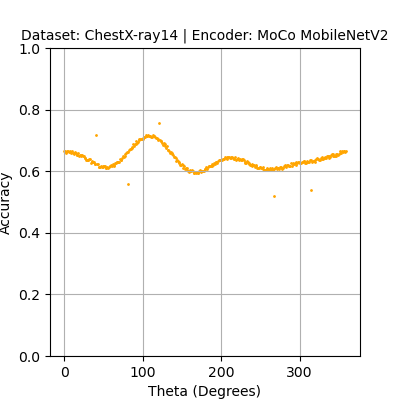 Dataset: ChestX-ray14 | Encoder: MoCo MobileNetV2
1.0
0.8
0.6
0.4
0.2
0.0
Accuracy
0 100 200 300
Theta (Degrees)